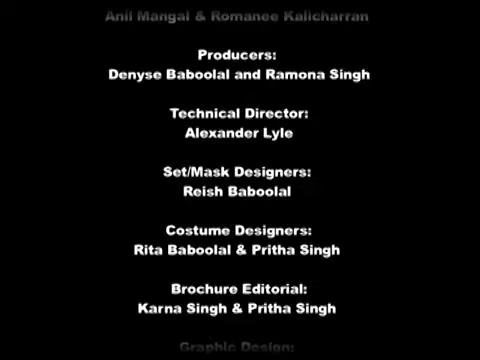 Anil Mangal & Romanee Kalicharran
Producers:
Denyse Baboolal and Ramona Singh
Technical Director:
Alexander Lyle
Set/Mask Designers:
Reish Baboolal
Costume Designers:
Rita Baboolal & Pritha Singh
Brochure Editorial:
Karna Singh & Pritha Singh
Graphic Design: